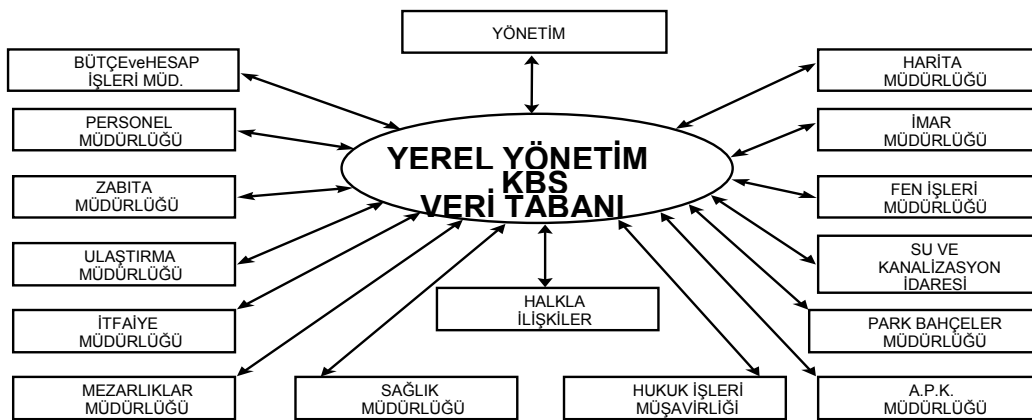 YÖNETİM
BÜTÇEveHESAP
İŞLERİ MÜD.
HARİTA
MÜDÜRLÜĞÜ
PERSONEL
MÜDÜRLÜĞÜ
İMAR
MÜDÜRLÜĞÜ
YEREL YÖNETİM
KBS
VERİ TABANI
ZABITA
MÜDÜRLÜĞÜ
FEN İŞLERİ
MÜDÜRLÜĞÜ
ULAŞTIRMA
MÜDÜRLÜĞÜ
SU VE
KANALİZASYON
İDARESİ
HALKLA
İLİŞKİLER
İTFAİYE
MÜDÜRLÜĞÜ
PARK BAHÇELER
MÜDÜRLÜĞÜ
MEZARLIKLAR
MÜDÜRLÜĞÜ
SAĞLIK
MÜDÜRLÜĞÜ
HUKUK İŞLERİ
MÜŞAVİRLİĞİ
A.P.K.
MÜDÜRLÜĞÜ